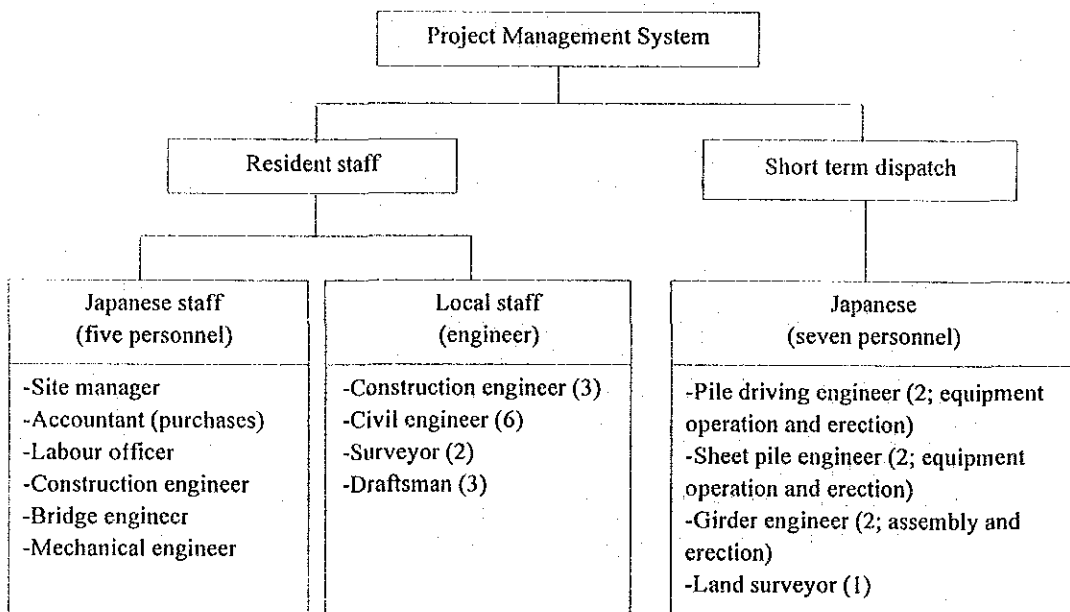 Project Management System
Resident staff
Short term dispatch
Japanese staff
(five personnel)
-Site manager
-Accountant (purchases)
-Labour officer
-Construction engineer
-Bridge engineer
-Mechanical engineer
Local staff
(engineer)
-Construction engineer (3)
-Civil engineer (6)
-Surveyor (2)
-Draftsman (3)
Japanese
(seven personnel)
-Pile driving engineer (2; equipment
operation and erection)
-Sheet pile engineer (2; equipment
operation and erection)
-Girder engineer (2; assembly and
erection)
-Land surveyor (1)